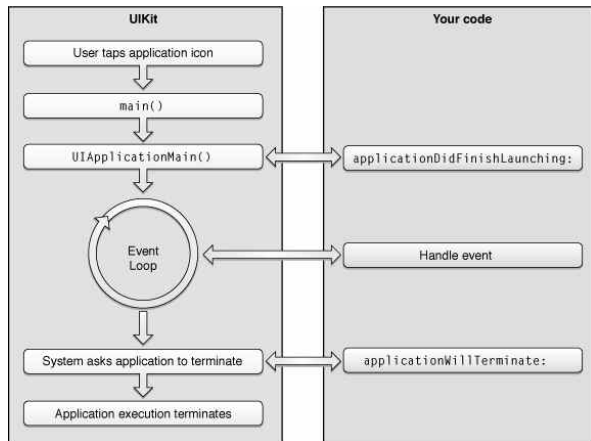 UIKit
Your code
User taps application icon
main()
UIApplicationMain()
applicationDidFinishLaunching:
Event
Loop
Handle event
System asks application to terminate
applicationWillTerminate:
Application execution terminates